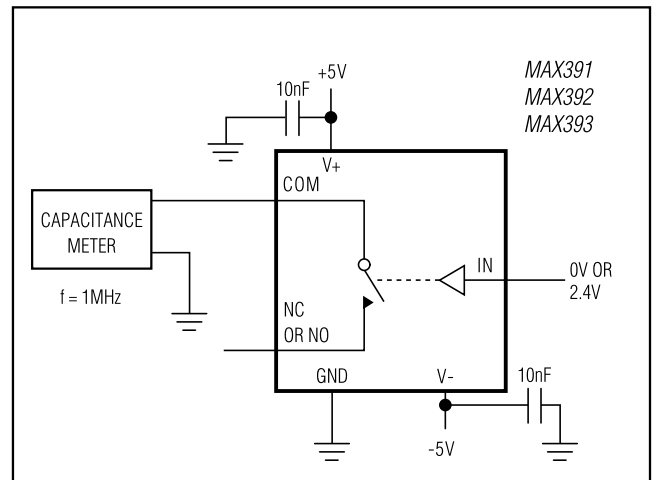 +5V
10nF
MAX391
MAX392
MAX393
V+
COM
CAPACITANCE
METER
f = 1MHz
IN
0V OR
2.4V
NC
OR NO
GND
V-
10nF
-5V